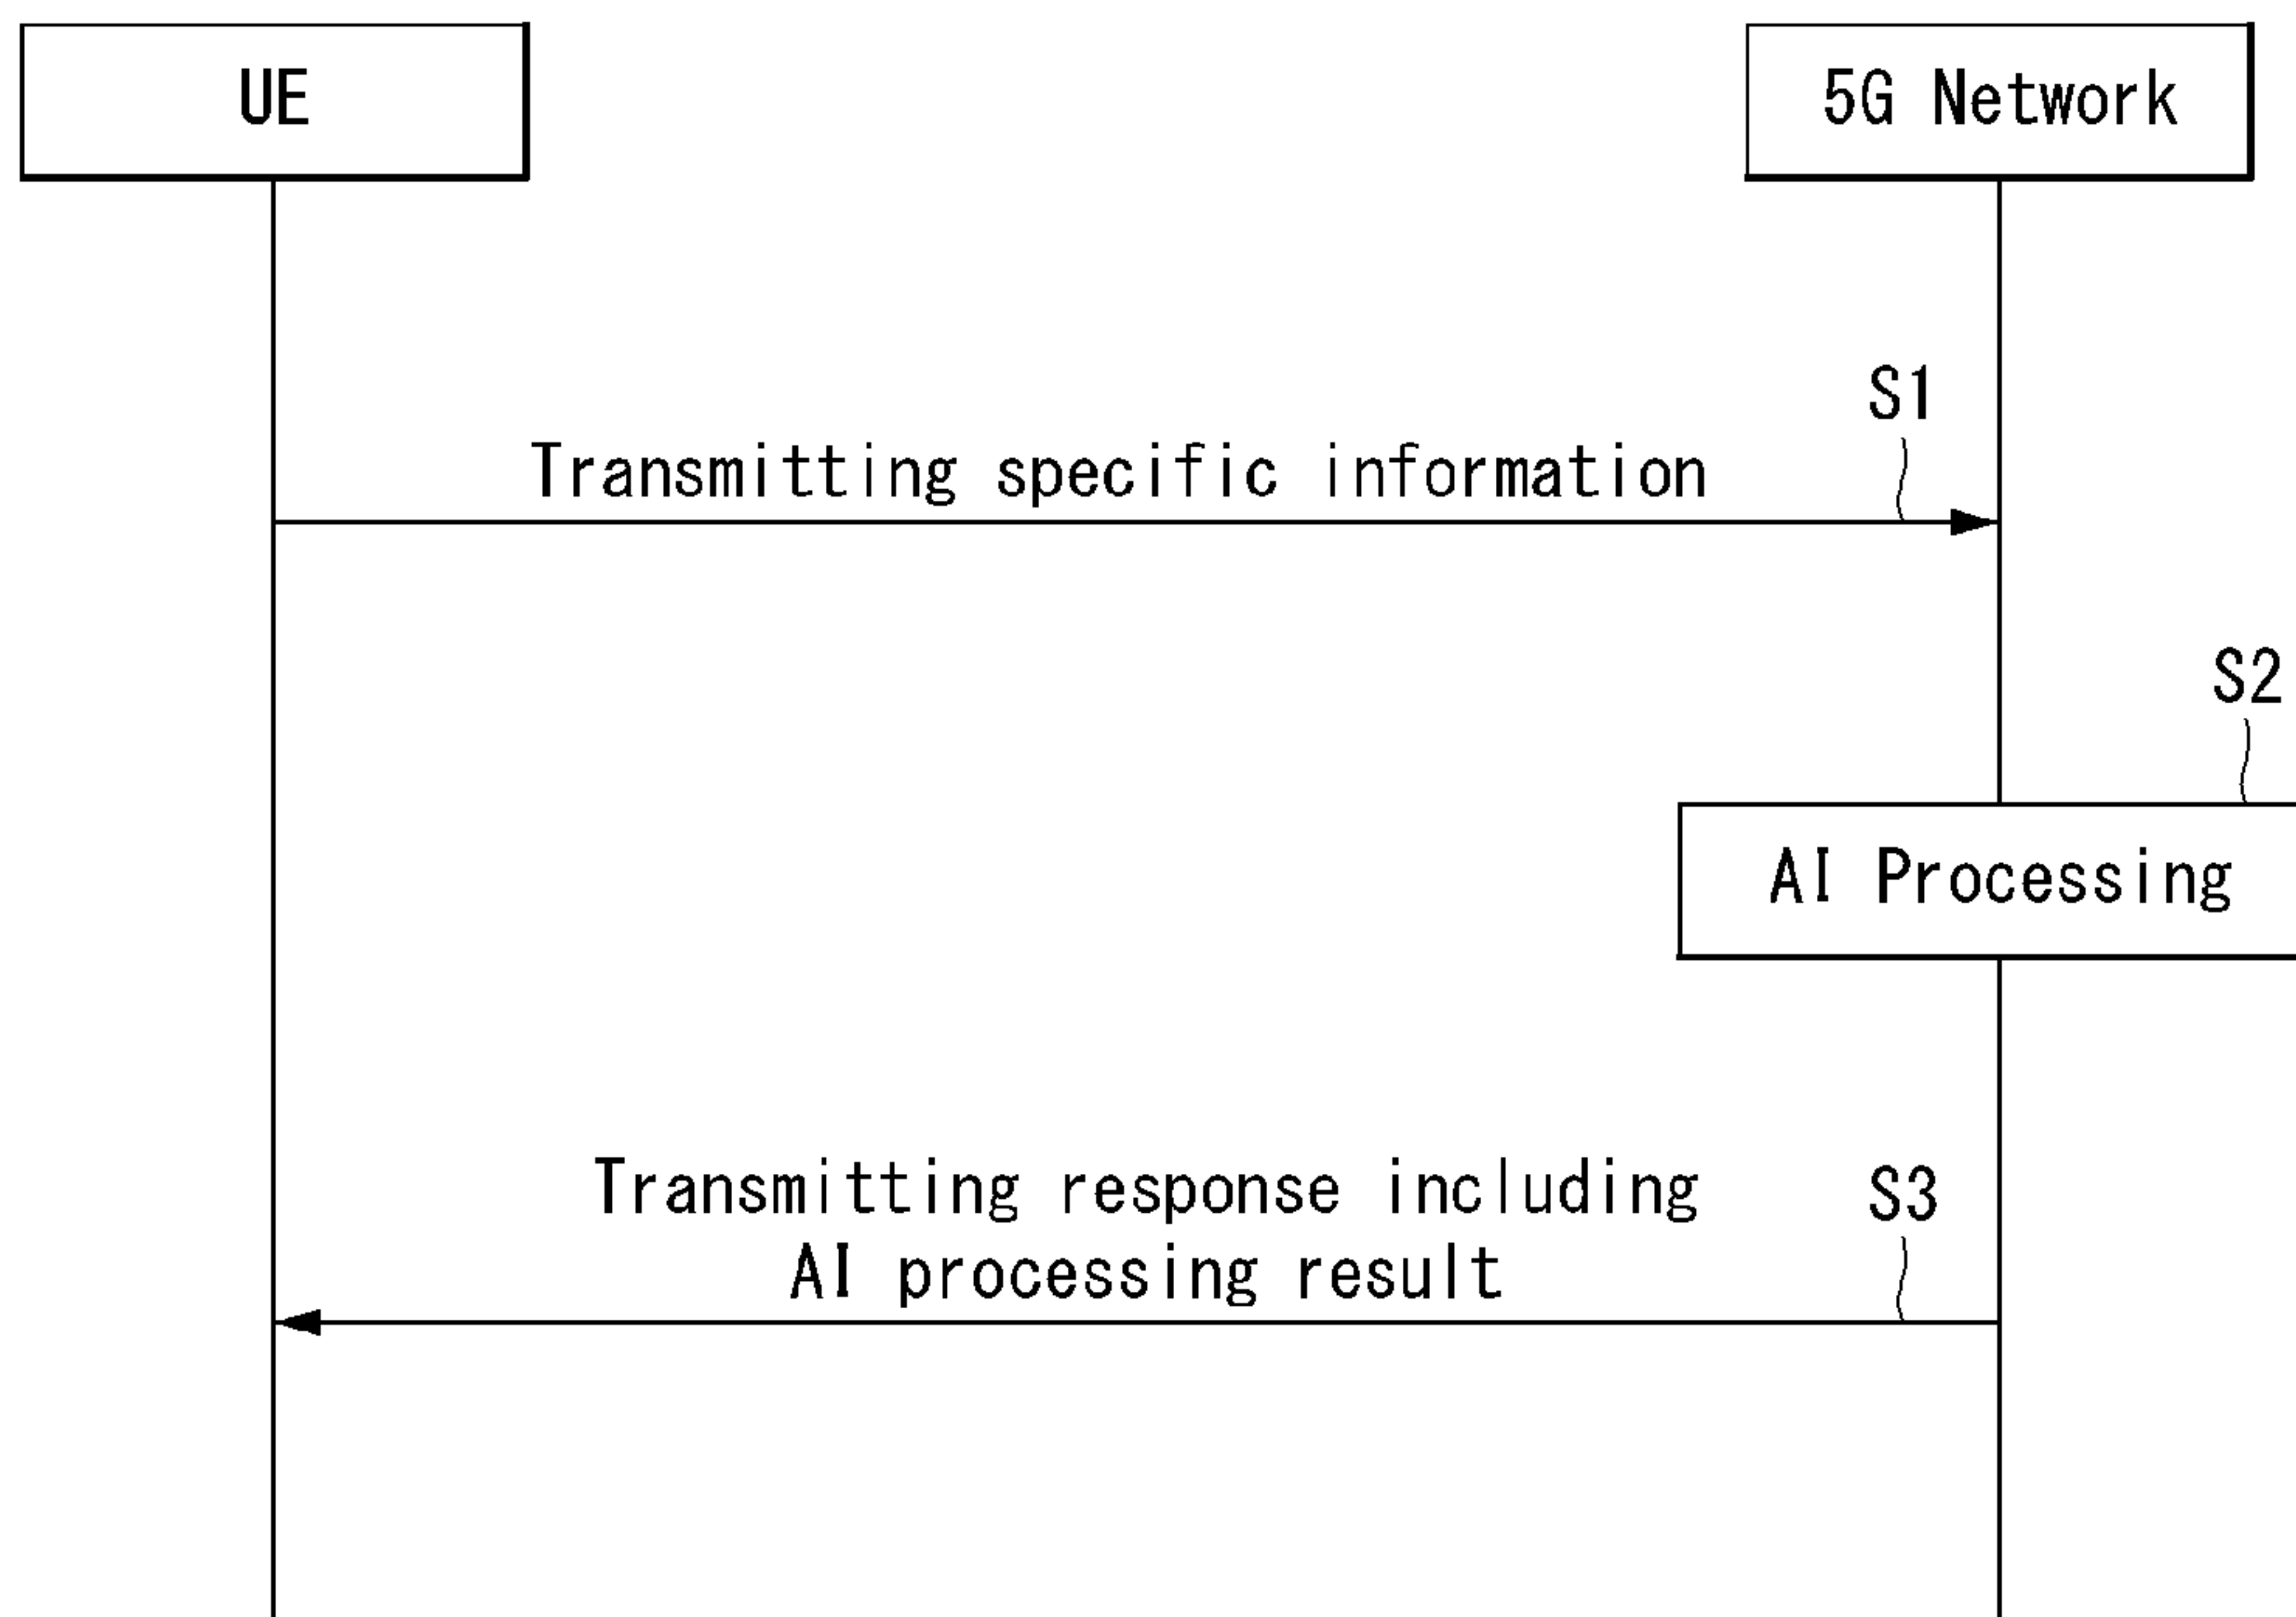 UE
5G Network
S1
Transmitting specific information
S2
AI Processing
Transmitting response including
S3
AI processing result